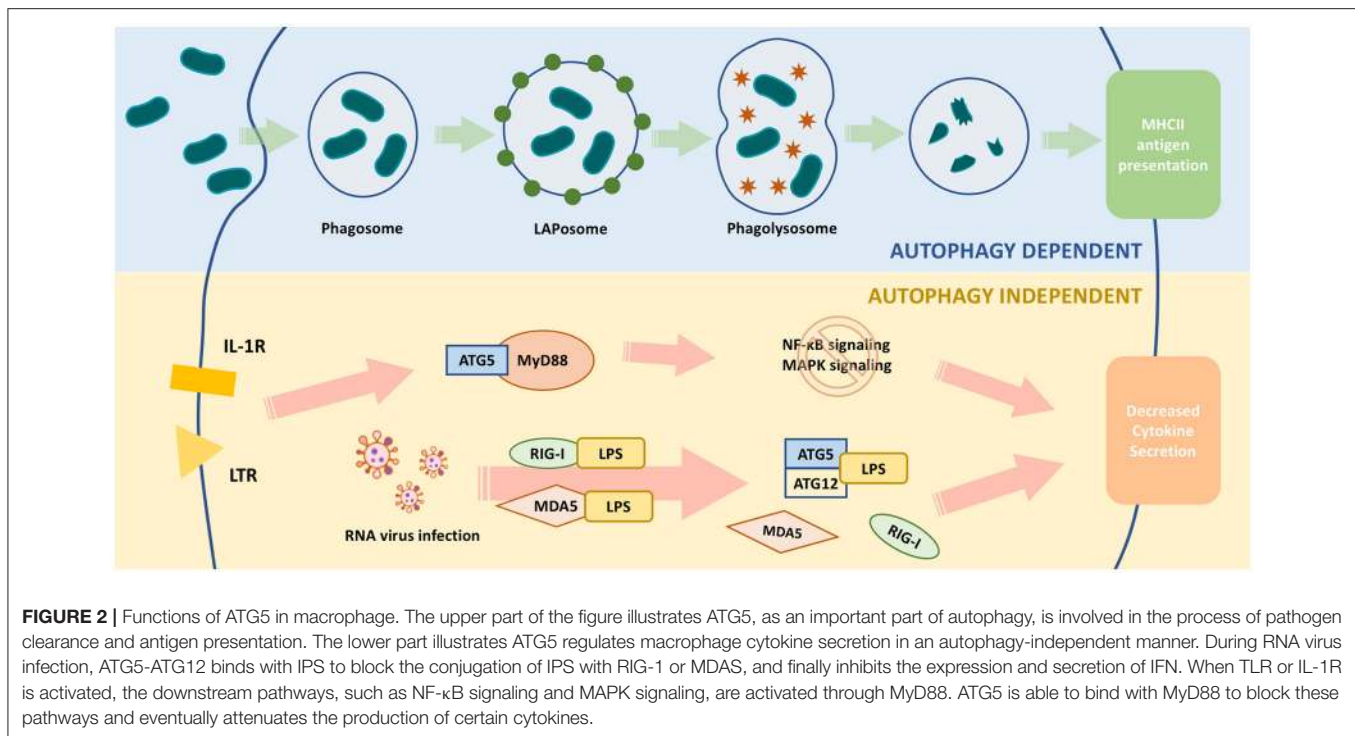 MHCII
antigen
presentation
Phagosome
LAPosome
Phagolysosome
AUTOPHAGY DEPENDENT
AUTOPHAGY INDEPENDENT
IL-1R
ATG5
MyD88
NF-κB signaling
MAPK signaling
Decreased
Cytokine
Secretion
LTR
RIG-I
LPS
MDA5
LPS
RNA virus infection
ATG5
ATG12
LPS
MDA5
RIG-I
FIGURE 2 | Functions of ATG5 in macrophage. The upper part of the figure illustrates ATG5, as an important part of autophagy, is involved in the process of pathogen
clearance and antigen presentation. The lower part illustrates ATG5 regulates macrophage cytokine secretion in an autophagy-independent manner. During RNA virus
infection, ATG5-ATG12 binds with IPS to block the conjugation of IPS with RIG-1 or MDAS, and finally inhibits the expression and secretion of IFN. When TLR or IL-1R
is activated, the downstream pathways, such as NF-κB signaling and MAPK signaling, are activated through MyD88. ATG5 is able to bind with MyD88 to block these
pathways and eventually attenuates the production of certain cytokines.